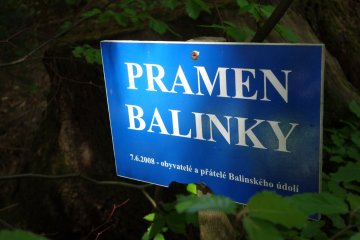 PRAMEN
BALINKY
7.6.2008 - obyvatelé a přátelé Balinského údolí